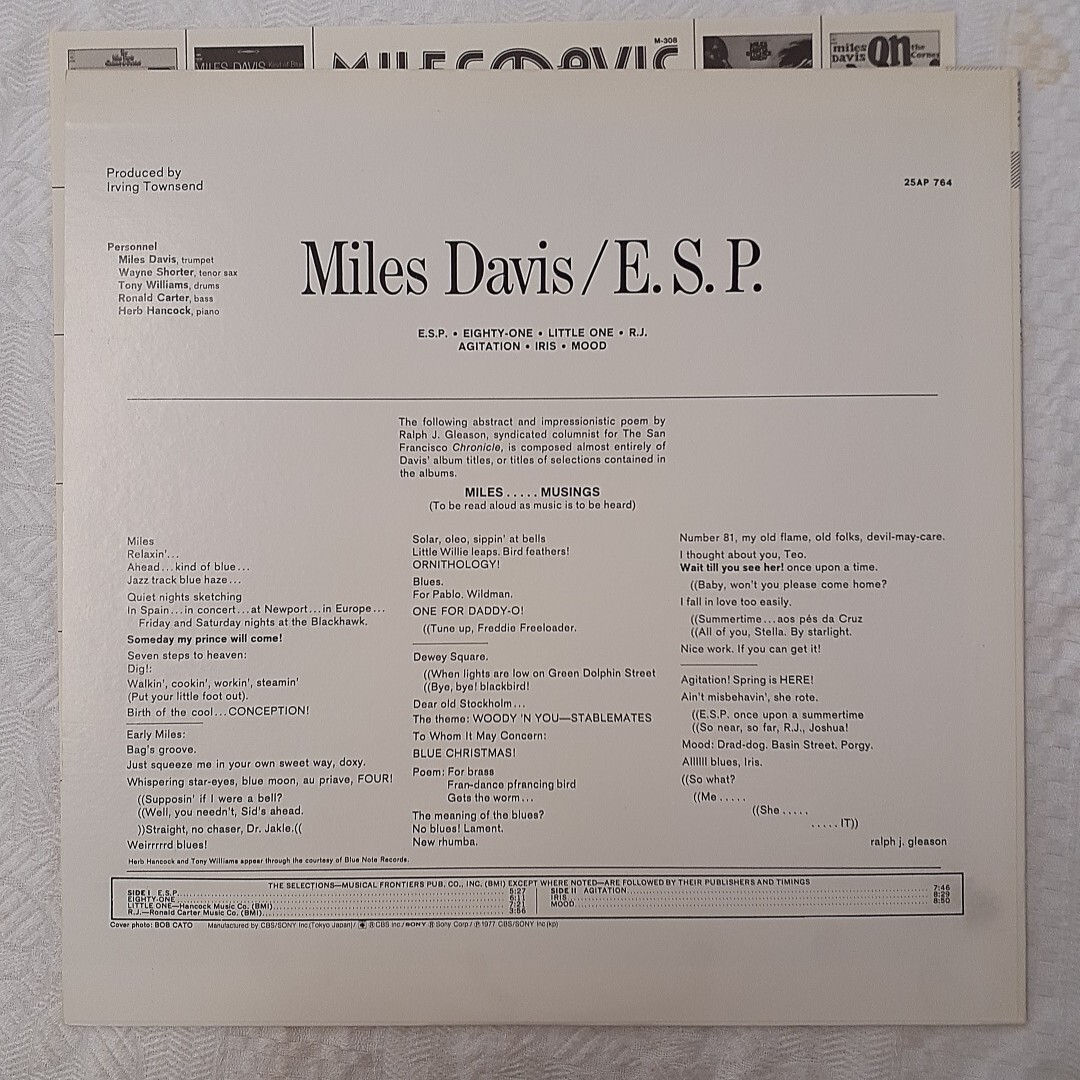 M-308
MILES DAVIS
MILES DAVIS Kind of Blue
miles
DAVIS On the Corner
Produced by
Irving Townsend
25AP 764
Personnel
Miles Davis, trumpet
Wayne Shorter, tenor sax
Tony Williams, drums
Ronald Carter, bass
Herb Hancock, piano
Miles Davis/E.S.P.
E.S.P. • EIGHTY-ONE • LITTLE ONE • R.J.
AGITATION • IRIS • MOOD
The following abstract and impressionistic poem by
Ralph J. Gleason, syndicated columnist for The San
Francisco Chronicle, is composed almost entirely of
Davis' album titles, or titles of selections contained in
the albums.
MILES.....MUSINGS
(To be read aloud as music is to be heard)
Miles
Relaxin'...
Ahead...kind of blue...
Jazz track blue haze...
Quiet nights sketching
In Spain...in concert...at Newport...in Europe...
Friday and Saturday nights at the Blackhawk.
Someday my prince will come!
Seven steps to heaven:
Dig!:
Walkin', cookin', workin', steamin'
(Put your little foot out).
Birth of the cool...CONCEPTION!
Early Miles:
Bag's groove.
Just squeeze me in your own sweet way, doxy.
Whispering star-eyes, blue moon, au priave, FOUR!
((Supposin' if I were a bell?
((Well, you needn't, Sid's ahead.
))Straight, no chaser, Dr. Jakle.((
Weirrrrrd blues!
Solar, oleo, sippin' at bells
Little Willie leaps. Bird feathers!
ORNITHOLOGY!
Blues.
For Pablo. Wildman.
ONE FOR DADDY-O!
((Tune up, Freddie Freeloader.
Dewey Square.
((When lights are low on Green Dolphin Street
((Bye, bye! blackbird!
Dear old Stockholm...
The theme: WOODY 'N YOU—STABLEMATES
To Whom It May Concern:
BLUE CHRISTMAS!
Poem: For brass
Fran-dance pfrancing bird
Gets the worm...
The meaning of the blues?
No blues! Lament.
New rhumba.
Number 81, my old flame, old folks, devil-may-care.
I thought about you, Teo.
Wait till you see her! once upon a time.
((Baby, won't you please come home?
I fall in love too easily.
((Summertime...aos pés da Cruz
((All of you, Stella. By starlight.
Nice work. If you can get it!
Agitation! Spring is HERE!
Ain't misbehavin', she rote.
((E.S.P. once upon a summertime
((So near, so far, R.J., Joshua!
Mood: Drad-dog. Basin Street. Porgy.
Allllll blues, Iris.
((So what?
((Me.....
((She.....
.....IT))
ralph j. gleason
Herb Hancock and Tony Williams appear through the courtesy of Blue Note Records.
THE SELECTIONS—MUSICAL FRONTIERS PUB. CO., INC. (BMI) EXCEPT WHERE NOTED—ARE FOLLOWED BY THEIR PUBLISHERS AND TIMINGS
SIDE I E.S.P. 5:27
EIGHTY-ONE 6:11
LITTLE ONE—Hancock Music Co. (BMI) 7:21
R.J.—Ronald Carter Music Co. (BMI) 3:56
SIDE II AGITATION 7:46
IRIS 8:29
MOOD 8:50
Cover photo: BOB CATO Manufactured by CBS/SONY Inc.(Tokyo Japan)/ ®CBS Inc/SONY ® Sony Corp/℗1977 CBS/SONY Inc(kp)